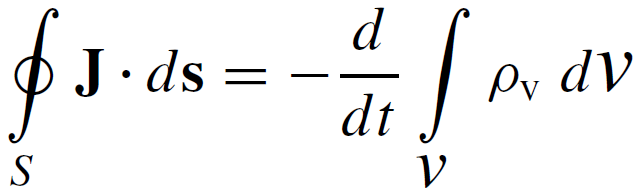 ∮_S 𝐉 · d𝐬 = − d/dt ∫_𝒱 ρ_v d𝒱